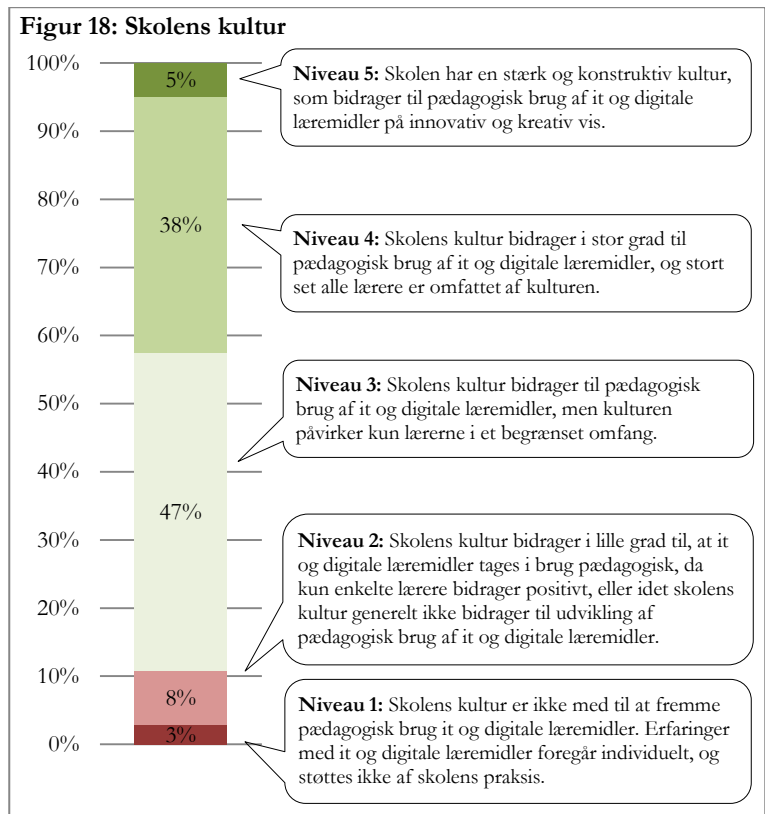 Figur 18: Skolens kultur
100%
90%
80%
70%
60%
50%
40%
30%
20%
10%
0%
5%
38%
47%
8%
3%
Niveau 5: Skolen har en stærk og konstruktiv kultur,
som bidrager til pædagogisk brug af it og digitale
læremidler på innovativ og kreativ vis.
Niveau 4: Skolens kultur bidrager i stor grad til
pædagogisk brug af it og digitale læremidler, og stort
set alle lærere er omfattet af kulturen.
Niveau 3: Skolens kultur bidrager til pædagogisk
brug af it og digitale læremidler, men kulturen
påvirker kun lærerne i et begrænset omfang.
Niveau 2: Skolens kultur bidrager i lille grad til, at it
og digitale læremidler tages i brug pædagogisk, da
kun enkelte lærere bidrager positivt, eller idet skolens
kultur generelt ikke bidrager til udvikling af
pædagogisk brug af it og digitale læremidler.
Niveau 1: Skolens kultur er ikke med til at fremme
pædagogisk brug it og digitale læremidler. Erfaringer
med it og digitale læremidler foregår individuelt, og
støttes ikke af skolens praksis.